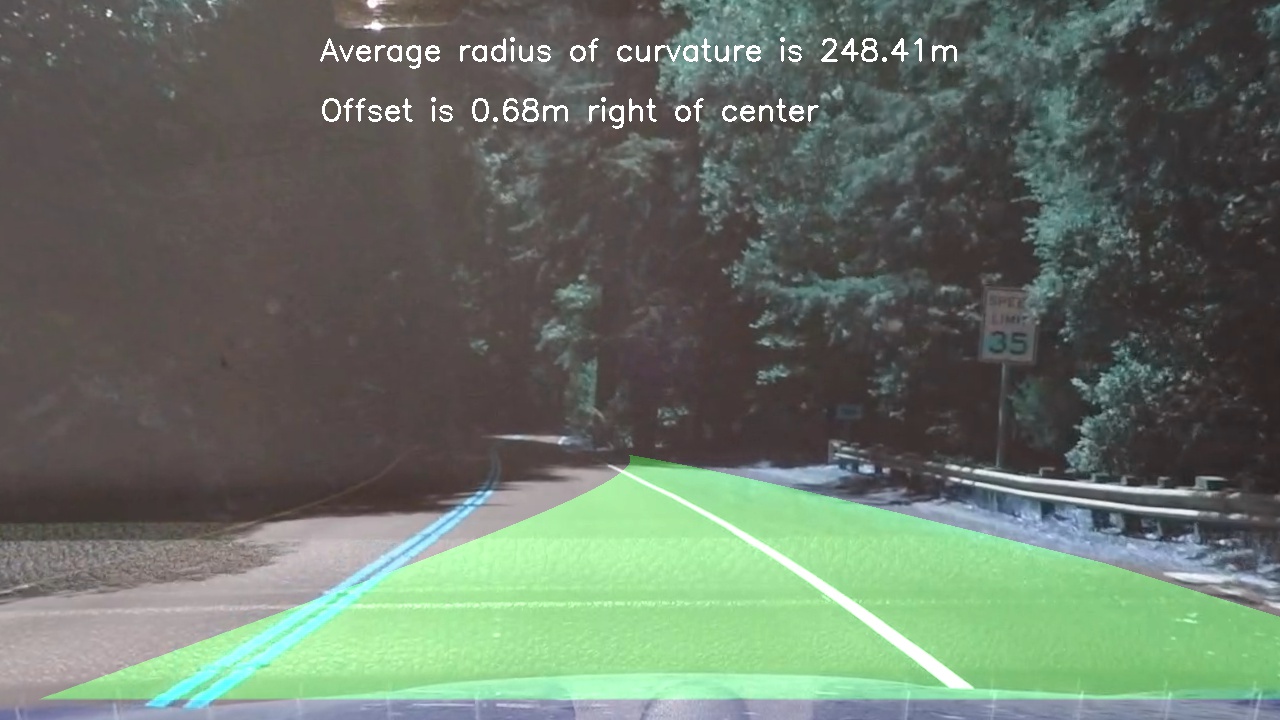 Average radius of curvature is 248.41m
Offset is 0.68m right of center
SPEED
LIMIT
35